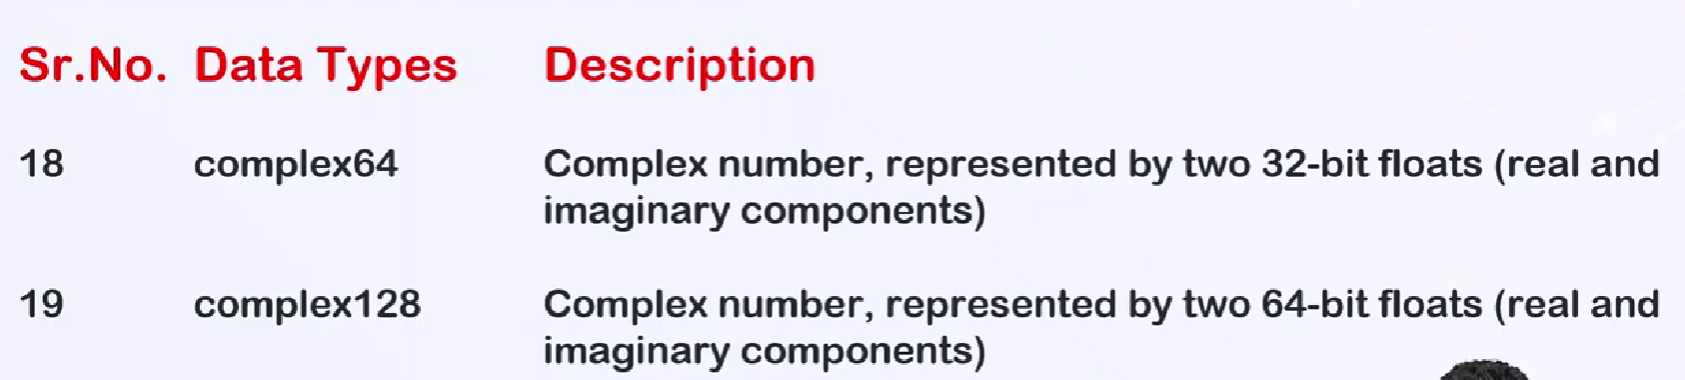 Sr.No. Data Types Description
18 complex64 Complex number, represented by two 32-bit floats (real and
imaginary components)
19 complex128 Complex number, represented by two 64-bit floats (real and
imaginary components)